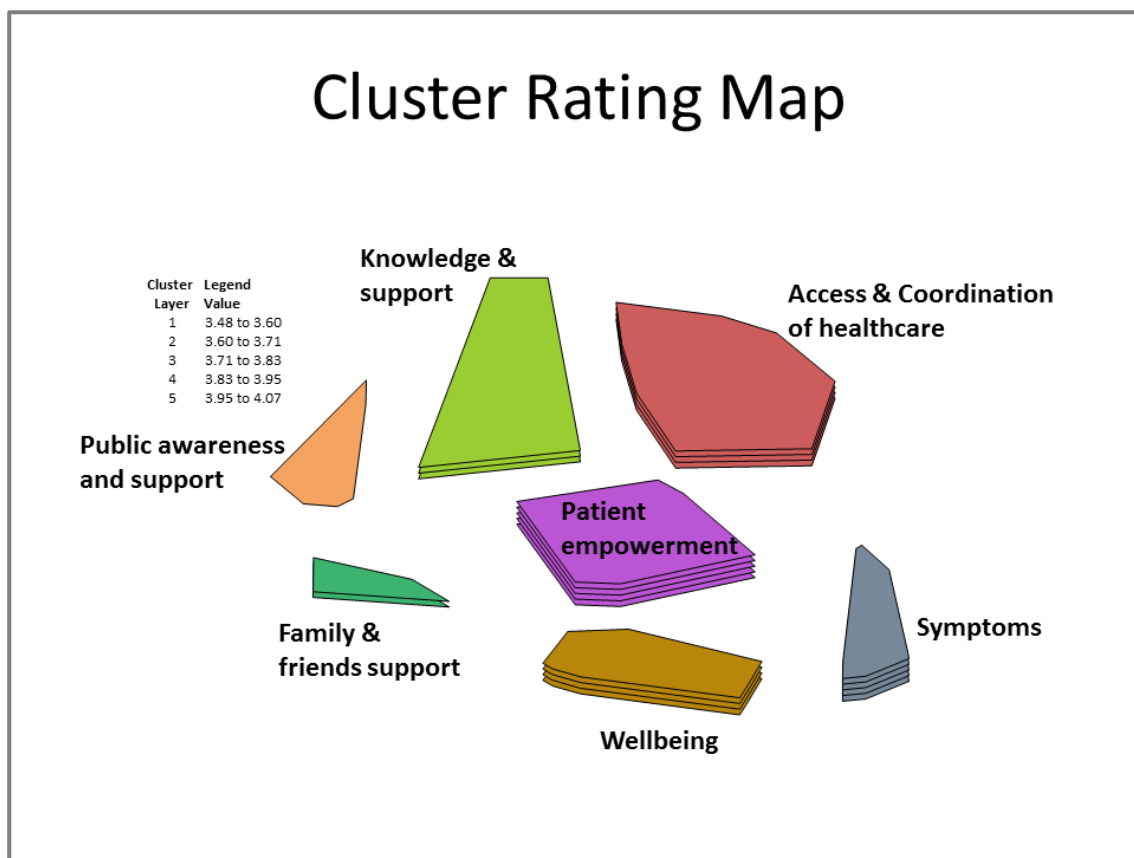 Cluster Rating Map
Knowledge &
support
Cluster Legend
Layer Value
1 3.48 to 3.60
2 3.60 to 3.71
3 3.71 to 3.83
4 3.83 to 3.95
5 3.95 to 4.07
Access & Coordination
of healthcare
Public awareness
and support
Patient
empowerment
Family &
friends support
Symptoms
Wellbeing